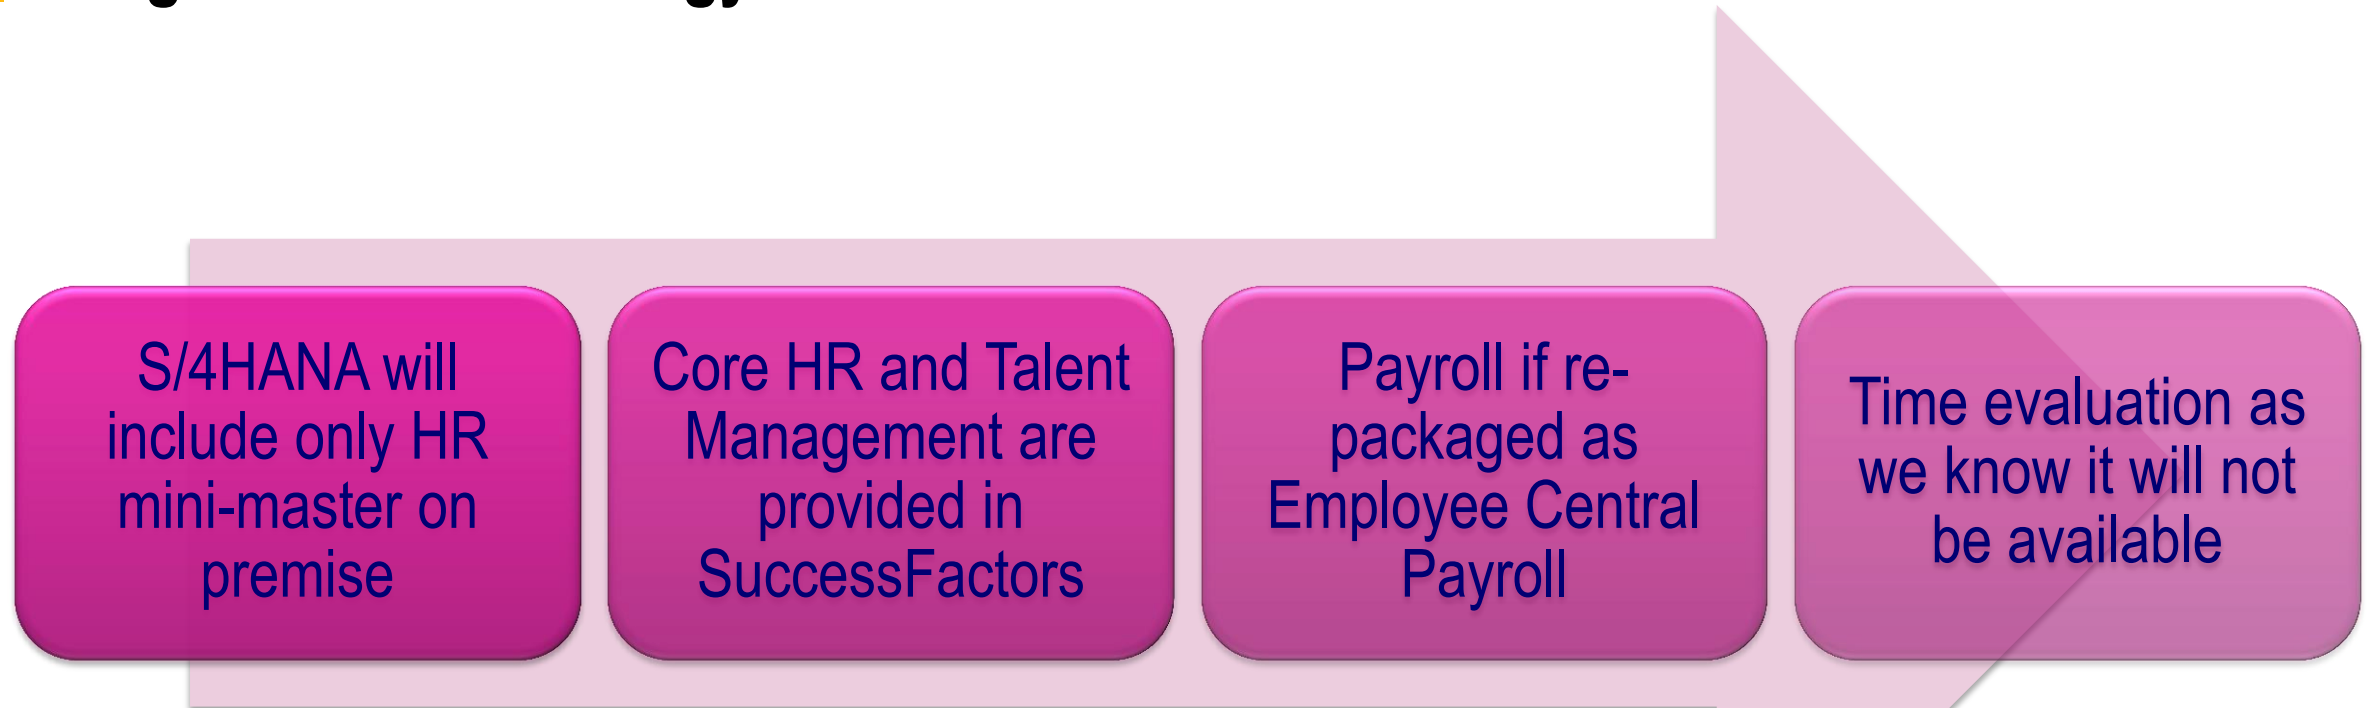 S/4HANA will
include only HR
mini-master on
premise
Core HR and Talent
Management are
provided in
SuccessFactors
Payroll if re-
packaged as
Employee Central
Payroll
Time evaluation as
we know it will not
be available